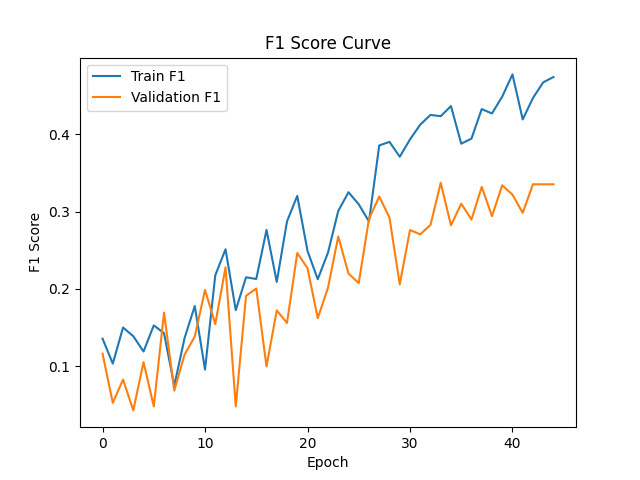 F1 Score Curve
Train F1
Validation F1
0.4
0.3
0.2
0.1
F1 Score
0 10 20 30 40
Epoch